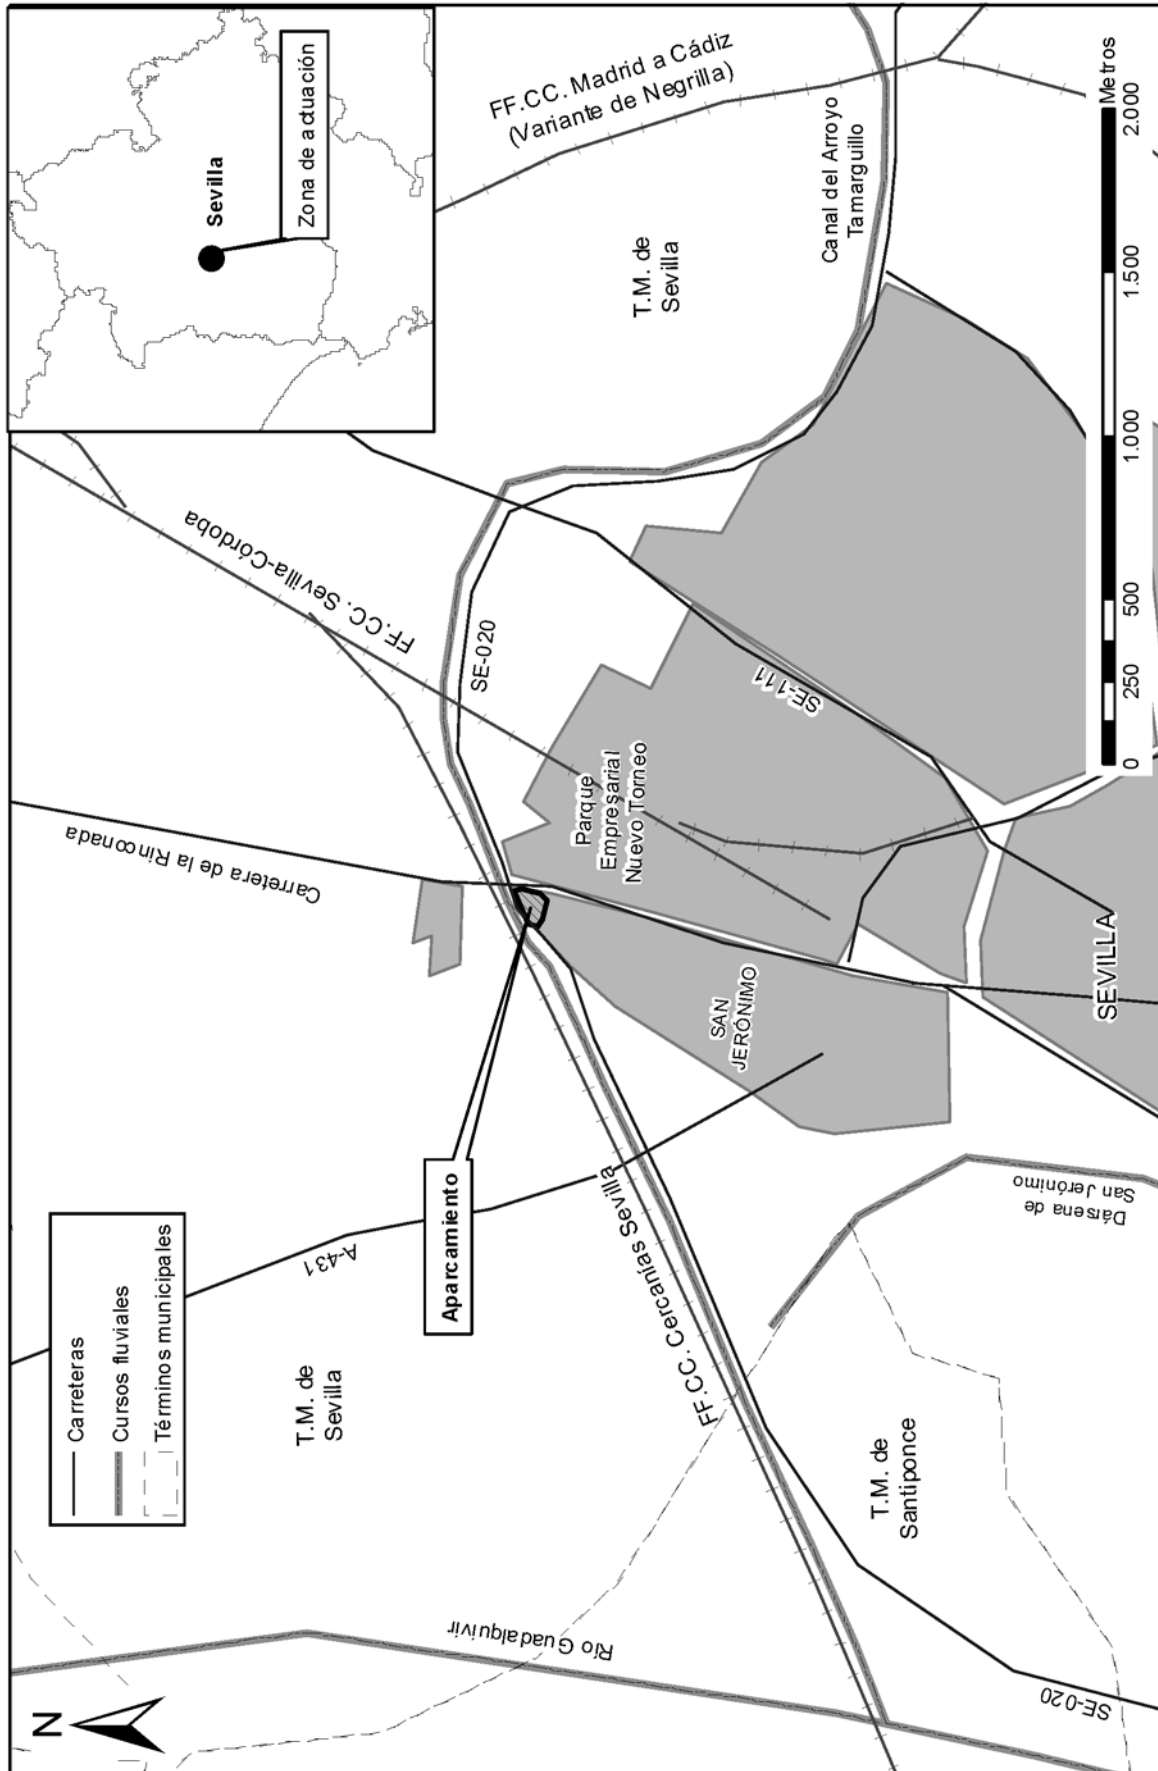 N
Carreteras
Cursos fluviales
Términos municipales
Sevilla
Zona de actuación
Carretera de la Rinconada
FF.CC. Sevilla-Córdoba
FF.CC. Madrid a Cádiz
(Variante de Negrilla)
A-431
T.M. de
Sevilla
Aparcamiento
SE-020
T.M. de
Sevilla
Río Guadalquivir
FF.CC. Cercanías Sevilla
Parque
Empresarial
Nuevo Torneo
SE-111
Canal del Arroyo
Tamarguillo
SAN
JERÓNIMO
T.M. de
Santiponce
Dársena de
San Jerónimo
SE-020
SEVILLA
0 250 500 1.000 1.500 2.000
Metros